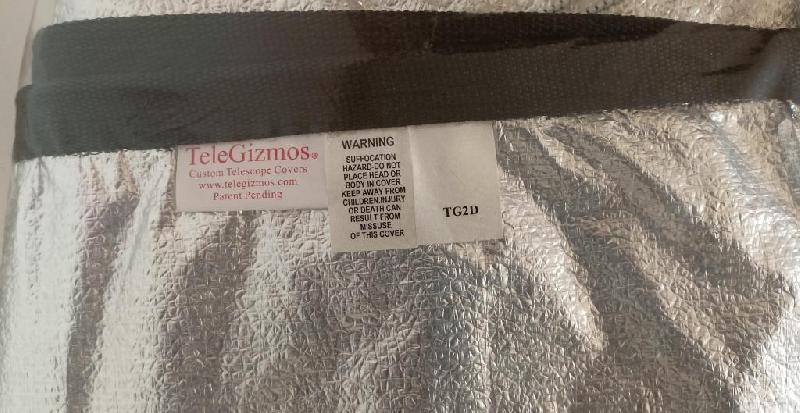 TeleGizmos®
Custom Telescope Covers
www.telegizmos.com
Patent Pending
WARNING
SUFFOCATION
HAZARD-DO NOT
PLACE HEAD OR
BODY IN COVER
KEEP AWAY FROM
CHILDREN.INJURY
OR DEATH CAN
RESULT FROM
MISSUSE
OF THIS COVER
TG2D